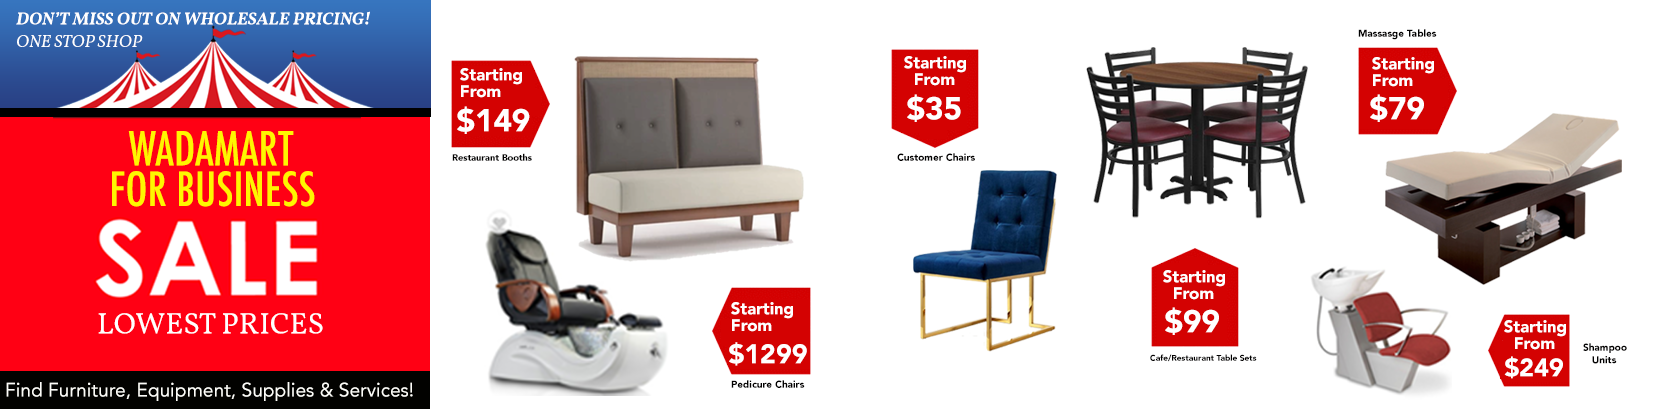 DON'T MISS OUT ON WHOLESALE PRICING!
ONE STOP SHOP
WADAMART
FOR BUSINESS
SALE
LOWEST PRICES
Find Furniture, Equipment, Supplies & Services!
Starting
From
$149
Restaurant Booths
Starting
From
$1299
Pedicure Chairs
Starting
From
$35
Customer Chairs
Starting
From
$99
Cafe/Restaurant Table Sets
Massasge Tables
Starting
From
$79
Starting
From
$249
Shampoo
Units